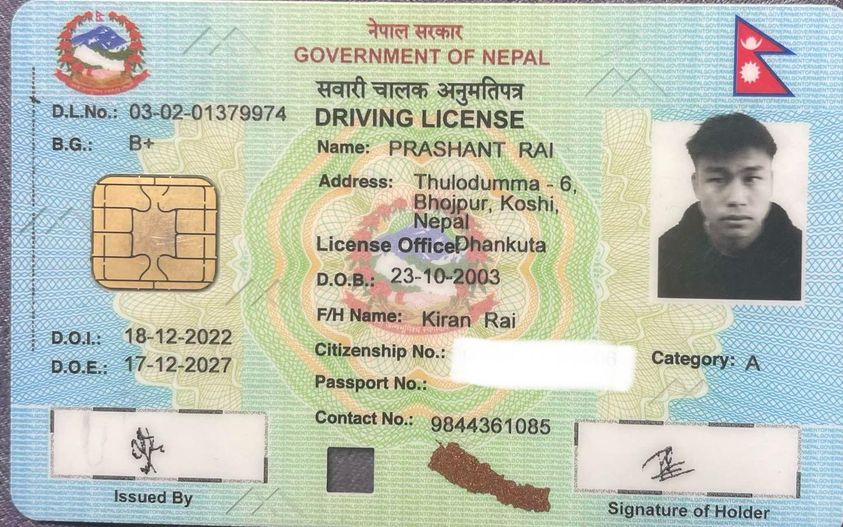 नेपाल सरकार
GOVERNMENT OF NEPAL
सवारी चालक अनुमतिपत्र
DRIVING LICENSE
D.L.No.: 03-02-01379974
B.G.: B+
Name: PRASHANT RAI
Address: Thulodumma - 6,
Bhojpur, Koshi,
Nepal
License Office: Dhankuta
D.O.B.: 23-10-2003
F/H Name: Kiran Rai
D.O.I.: 18-12-2022
D.O.E.: 17-12-2027
Citizenship No.:
Category: A
Passport No.:
Contact No.: 9844361085
Issued By
Signature of Holder